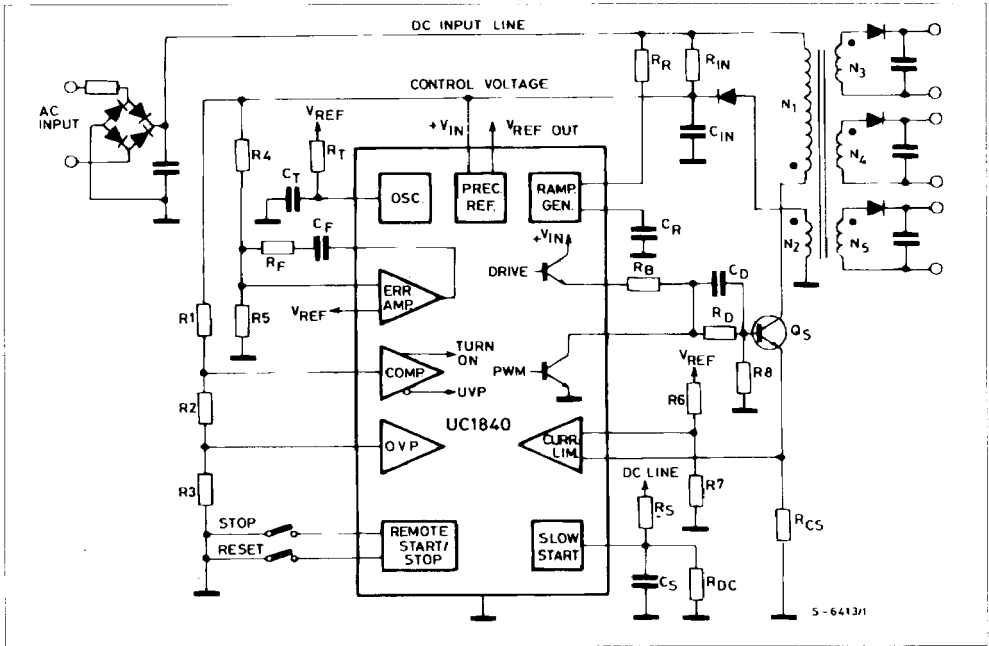 DC INPUT LINE
AC
INPUT
CONTROL VOLTAGE
RR
RIN
CIN
N1
N2
N3
N4
N5
R4
VREF
RT
CT
+VIN
VREF OUT
OSC.
PREC.
REF.
RAMP.
GEN.
CR
CF
RF
+VIN
DRIVE
RB
CD
RD
QS
R8
ERR.
AMP.
VREF
R1
R5
TURN
ON
COMP.
UVP
PWM
VREF
R6
R2
UC1840
OVP
CURR.
LIM.
R7
R3
DC LINE
RS
RCS
STOP
RESET
REMOTE
START/
STOP
SLOW
START
CS
RDC
S-6413/1